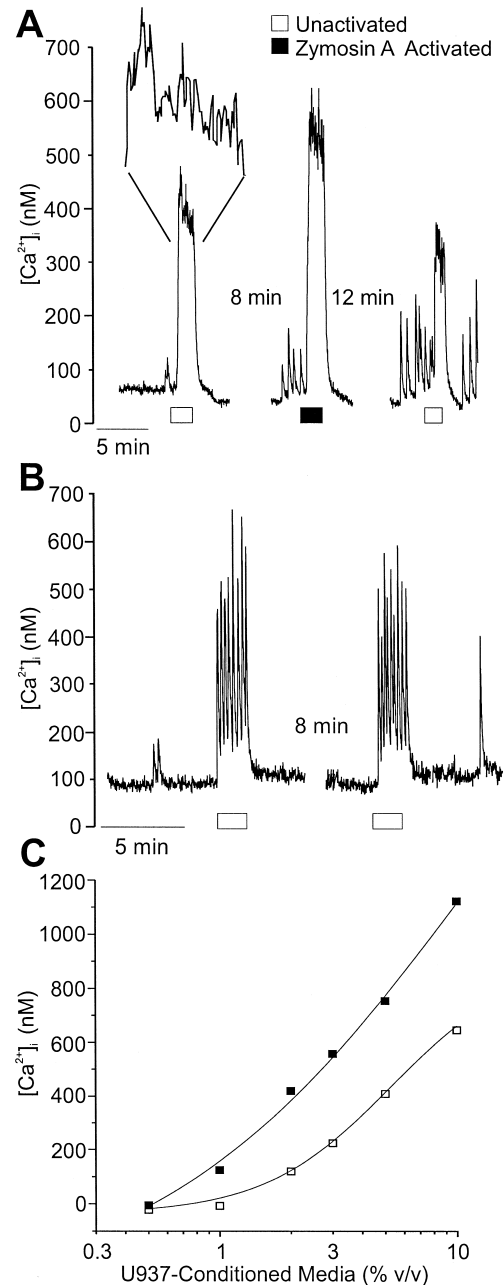 A
Unactivated
Zymosin A Activated
700
600
500
400
300
200
100
0
[Ca2+]i (nM)
8 min
12 min
5 min
B
700
600
500
400
300
200
100
0
[Ca2+]i (nM)
8 min
5 min
C
1200
1000
800
600
400
200
0
[Ca2+]i (nM)
0.3
1
3
10
U937-Conditioned Media (% v/v)